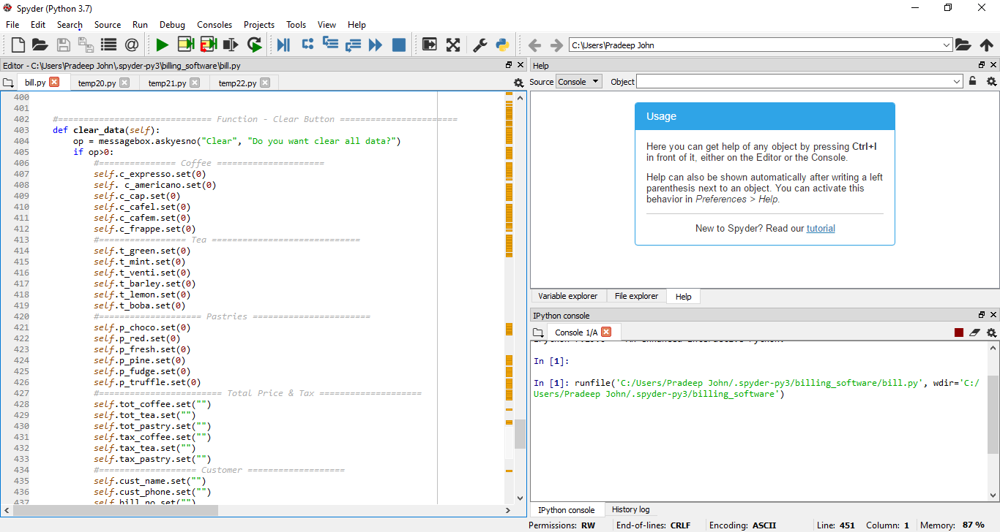 Spyder (Python 3.7)
File Edit Search Source Run Debug Consoles Projects Tools View Help
C:\Users\Pradeep John
Editor - C:\Users\Pradeep John\.spyder-py3\billing_software\bill.py
bill.py temp20.py temp21.py temp22.py
400
401
402 #============================== Function - Clear Button =======================
403 def clear_data(self):
404 op = messagebox.askyesno("Clear", "Do you want clear all data?")
405 if op>0:
406 #=============== Coffee =====================
407 self.c_expresso.set(0)
408 self. c_americano.set(0)
409 self.c_cap.set(0)
410 self.c_cafel.set(0)
411 self.c_cafem.set(0)
412 self.c_frappe.set(0)
413 #================= Tea =============================
414 self.t_green.set(0)
415 self.t_mint.set(0)
416 self.t_venti.set(0)
417 self.t_barley.set(0)
418 self.t_lemon.set(0)
419 self.t_boba.set(0)
420 #==================== Pastries =======================
421 self.p_choco.set(0)
422 self.p_red.set(0)
423 self.p_fresh.set(0)
424 self.p_pine.set(0)
425 self.p_fudge.set(0)
426 self.p_truffle.set(0)
427 #======================== Total Price & Tax ====================
428 self.tot_coffee.set("")
429 self.tot_tea.set("")
430 self.tot_pastry.set("")
431 self.tax_coffee.set("")
432 self.tax_tea.set("")
433 self.tax_pastry.set("")
434 #=================== Customer ===================
435 self.cust_name.set("")
436 self.cust_phone.set("")
437 self.bill_no.set("")
Help
Source Console Object
Usage
Here you can get help of any object by pressing Ctrl+I
in front of it, either on the Editor or the Console.
Help can also be shown automatically after writing a left
parenthesis next to an object. You can activate this
behavior in Preferences > Help.
New to Spyder? Read our tutorial
Variable explorer File explorer Help
IPython console
Console 1/A
In [1]:
In [1]: runfile('C:/Users/Pradeep John/.spyder-py3/billing_software/bill.py', wdir='C:/
Users/Pradeep John/.spyder-py3/billing_software')
IPython console History log
Permissions: RW End-of-lines: CRLF Encoding: ASCII Line: 451 Column: 1 Memory: 87 %